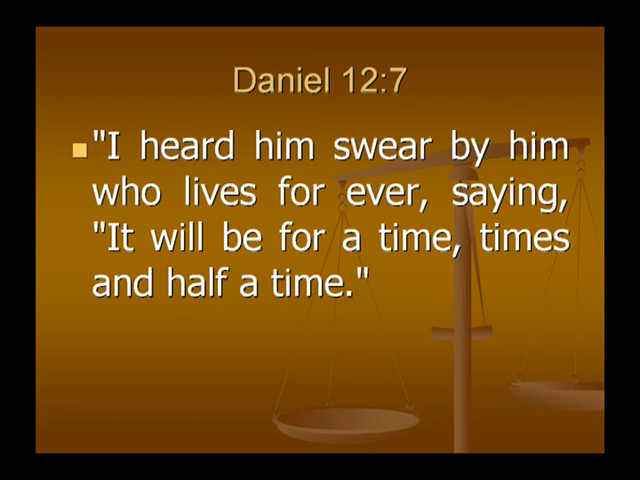 Daniel 12:7
"I heard him swear by him
who lives for ever, saying,
"It will be for a time, times
and half a time."